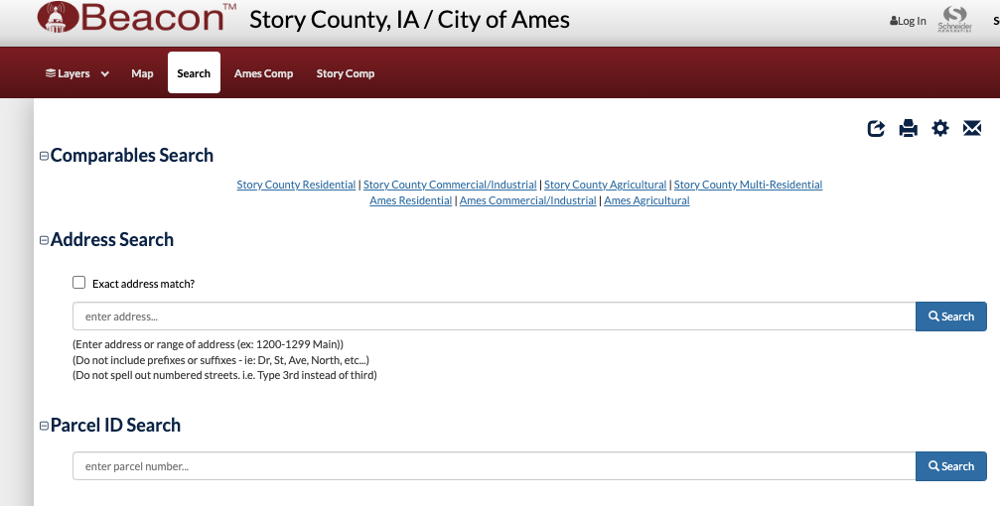 Beacon™ Story County, IA / City of Ames
Log In
Schneider
S
Layers Map Search Ames Comp Story Comp
Comparables Search
Story County Residential | Story County Commercial/Industrial | Story County Agricultural | Story County Multi-Residential
Ames Residential | Ames Commercial/Industrial | Ames Agricultural
Address Search
Exact address match?
enter address... Search
(Enter address or range of address (ex: 1200-1299 Main))
(Do not include prefixes or suffixes - ie: Dr, St, Ave, North, etc...)
(Do not spell out numbered streets. i.e. Type 3rd instead of third)
Parcel ID Search
enter parcel number... Search